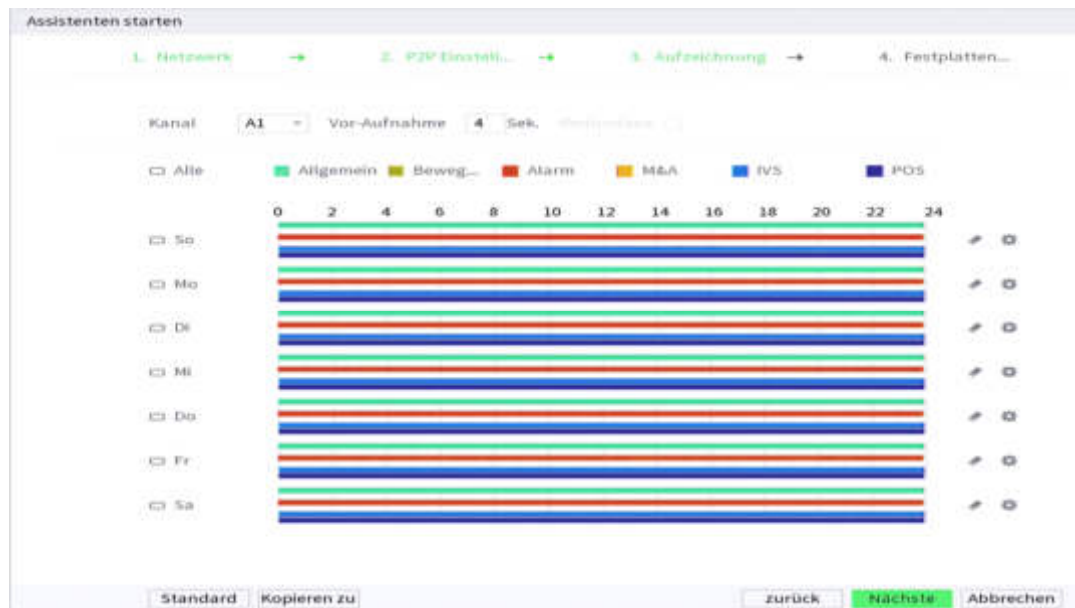 Assistenten starten
1. Netzwerk → 2. P2P Einstell... → 3. Aufzeichnung → 4. Festplatten...
Kanal A1 Vor-Aufnahme 4 Sek.
Alle Allgemein Beweg... Alarm M&A IVS POS
0 2 4 6 8 10 12 14 16 18 20 22 24
So
Mo
Di
Mi
Do
Fr
Sa
Standard Kopieren zu zurück Nächste Abbrechen